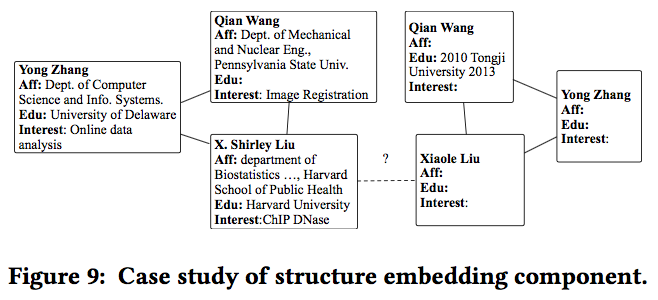 Yong Zhang
Aff: Dept. of Computer
Science and Info. Systems.
Edu: University of Delaware
Interest: Online data
analysis
Qian Wang
Aff: Dept. of Mechanical
and Nuclear Eng.,
Pennsylvania State Univ.
Edu:
Interest: Image Registration
X. Shirley Liu
Aff: department of
Biostatistics ..., Harvard
School of Public Health
Edu: Harvard University
Interest:ChIP DNase
?
Qian Wang
Aff:
Edu: 2010 Tongji
University 2013
Interest:
Xiaole Liu
Aff:
Edu:
Interest:
Yong Zhang
Aff:
Edu:
Interest:
Figure 9: Case study of structure embedding component.